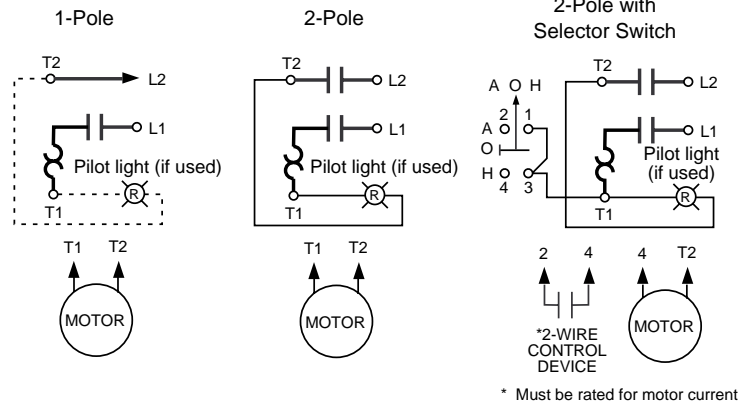 1-Pole
T2
L2
L1
Pilot light (if used)
R
T1
T1 T2
MOTOR
2-Pole
T2
L2
L1
Pilot light (if used)
R
T1
T1 T2
MOTOR
2-Pole with
Selector Switch
A O H
T2
L2
2 1
A
L1
O
Pilot light
(if used)
H
4 3
R
T1
2 4 4 T2
MOTOR
*2-WIRE
CONTROL
DEVICE
* Must be rated for motor current